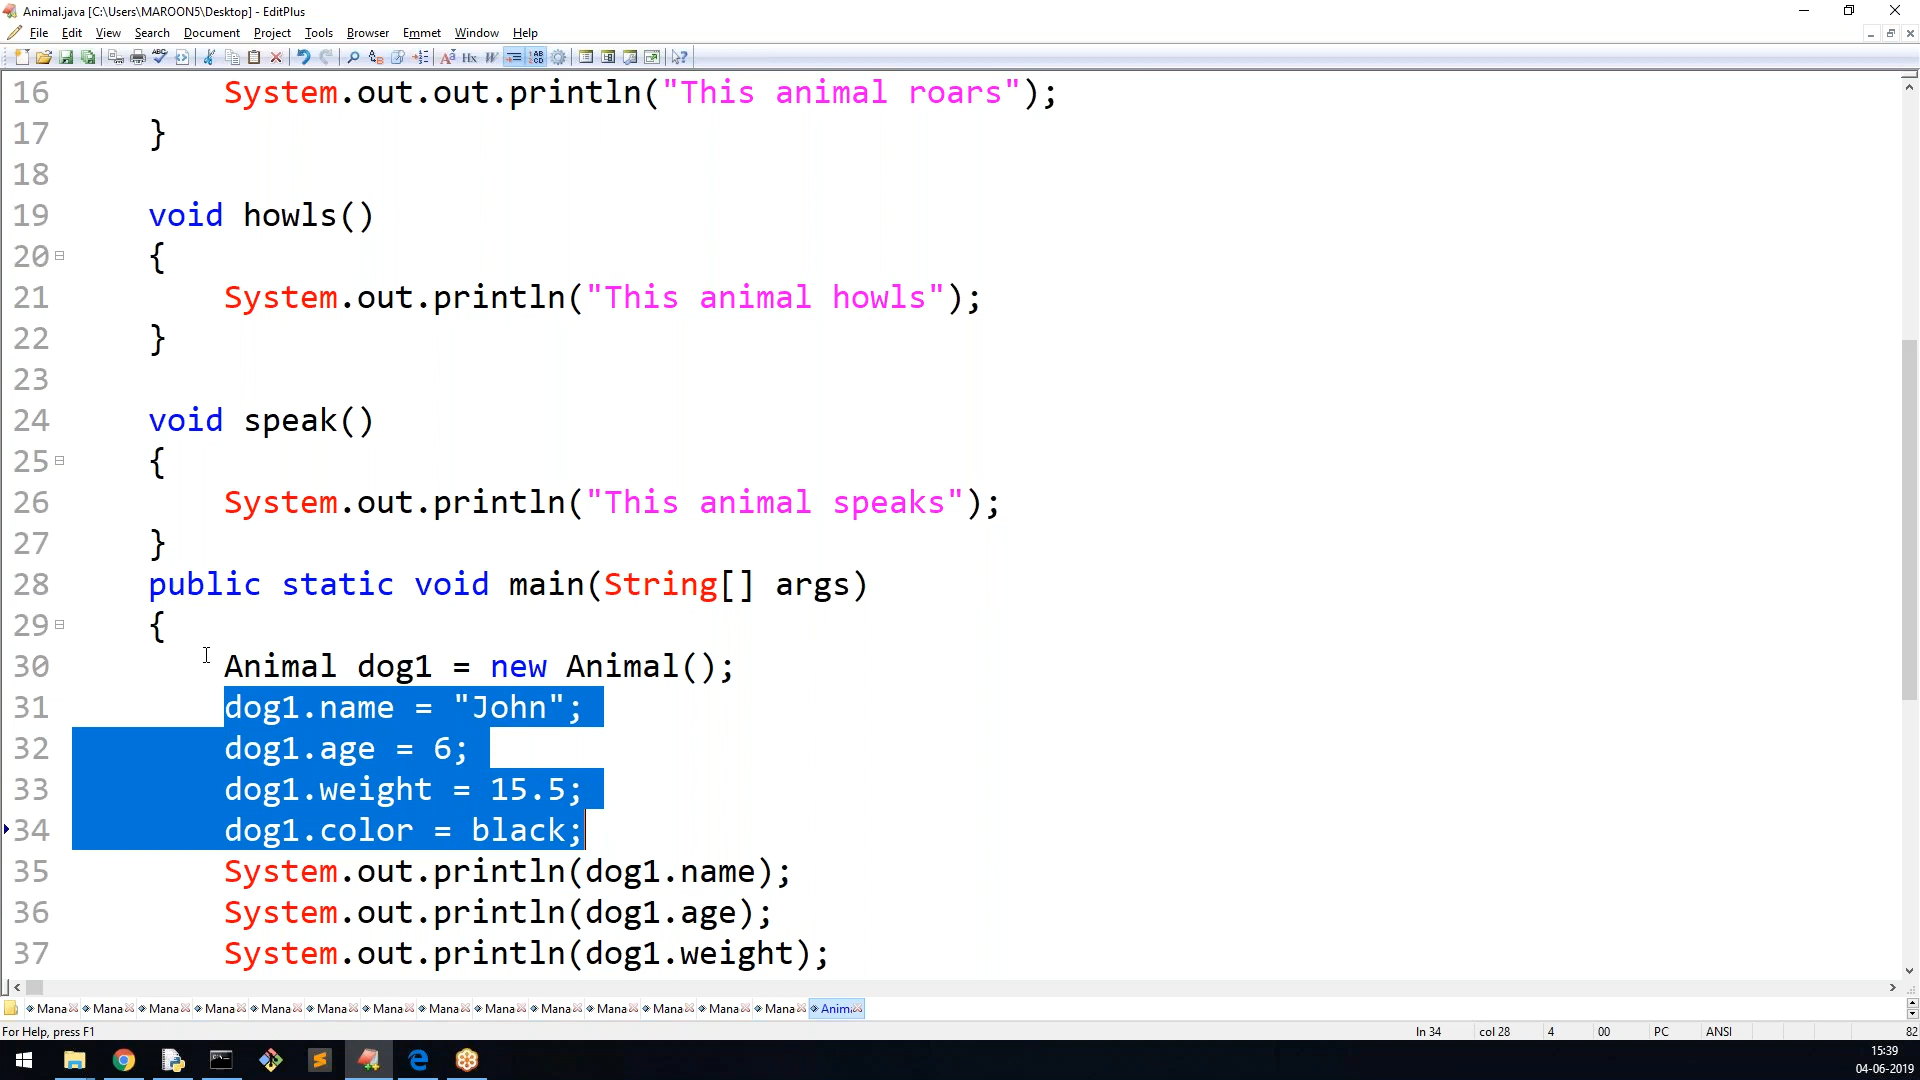 Animal.java [C:\Users\MAROON5\Desktop] - EditPlus
File Edit View Search Document Project Tools Browser Emmet Window Help
16 System.out.out.println("This animal roars");
17 }
18
19 void howls()
20 {
21 System.out.println("This animal howls");
22 }
23
24 void speak()
25 {
26 System.out.println("This animal speaks");
27 }
28 public static void main(String[] args)
29 {
30 Animal dog1 = new Animal();
31 dog1.name = "John";
32 dog1.age = 6;
33 dog1.weight = 15.5;
34 dog1.color = black;
35 System.out.println(dog1.name);
36 System.out.println(dog1.age);
37 System.out.println(dog1.weight);
Mana Mana Mana Mana Mana Mana Mana Mana Mana Mana Mana Mana Mana Mana Anim
For Help, press F1 ln 34 col 28 4 00 PC ANSI 82
15:39
04-06-2019